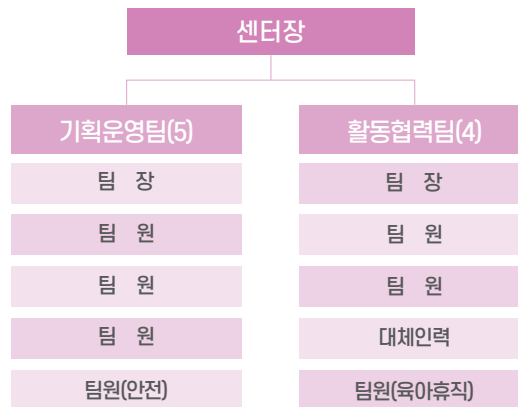 센터장
기획운영팀(5)
팀 장
팀 원
팀 원
팀 원
팀원(안전)
활동협력팀(4)
팀 장
팀 원
팀 원
대체인력
팀원(육아휴직)